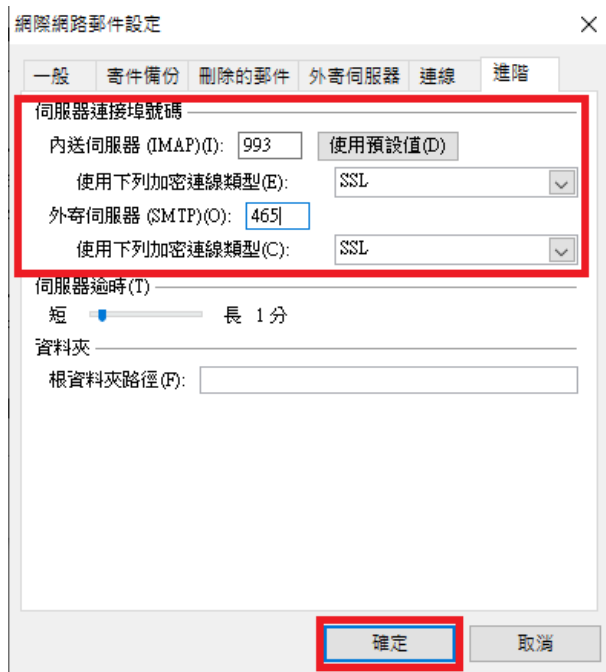 網際網路郵件設定
一般 寄件備份 刪除的郵件 外寄伺服器 連線 進階
伺服器連接埠號碼
內送伺服器 (IMAP)(I): 993 使用預設值(D)
使用下列加密連線類型(E): SSL
外寄伺服器 (SMTP)(O): 465
使用下列加密連線類型(C): SSL
伺服器逾時(T)
短 長 1分
資料夾
根資料夾路徑(F):
確定 取消